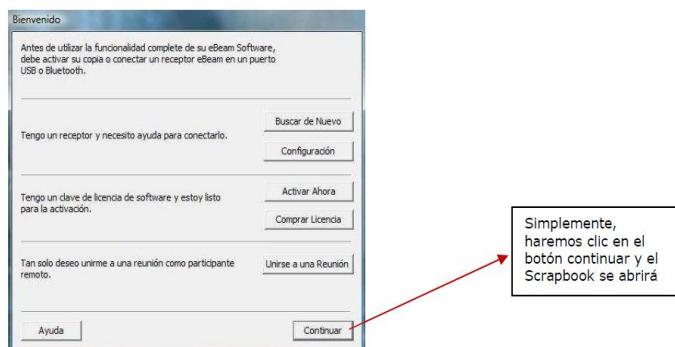 Bienvenido
Antes de utilizar la funcionalidad complete de su eBeam Software,
debe activar su copia o conectar un receptor eBeam en un puerto
USB o Bluetooth.
Tengo un receptor y necesito ayuda para conectarlo.
Buscar de Nuevo
Configuración
Tengo un clave de licencia de software y estoy listo
para la activación.
Activar Ahora
Comprar Licencia
Tan solo deseo unirme a una reunión como participante
remoto.
Unirse a una Reunión
Ayuda
Continuar
Simplemente,
haremos clic en el
botón continuar y el
Scrapbook se abrirá